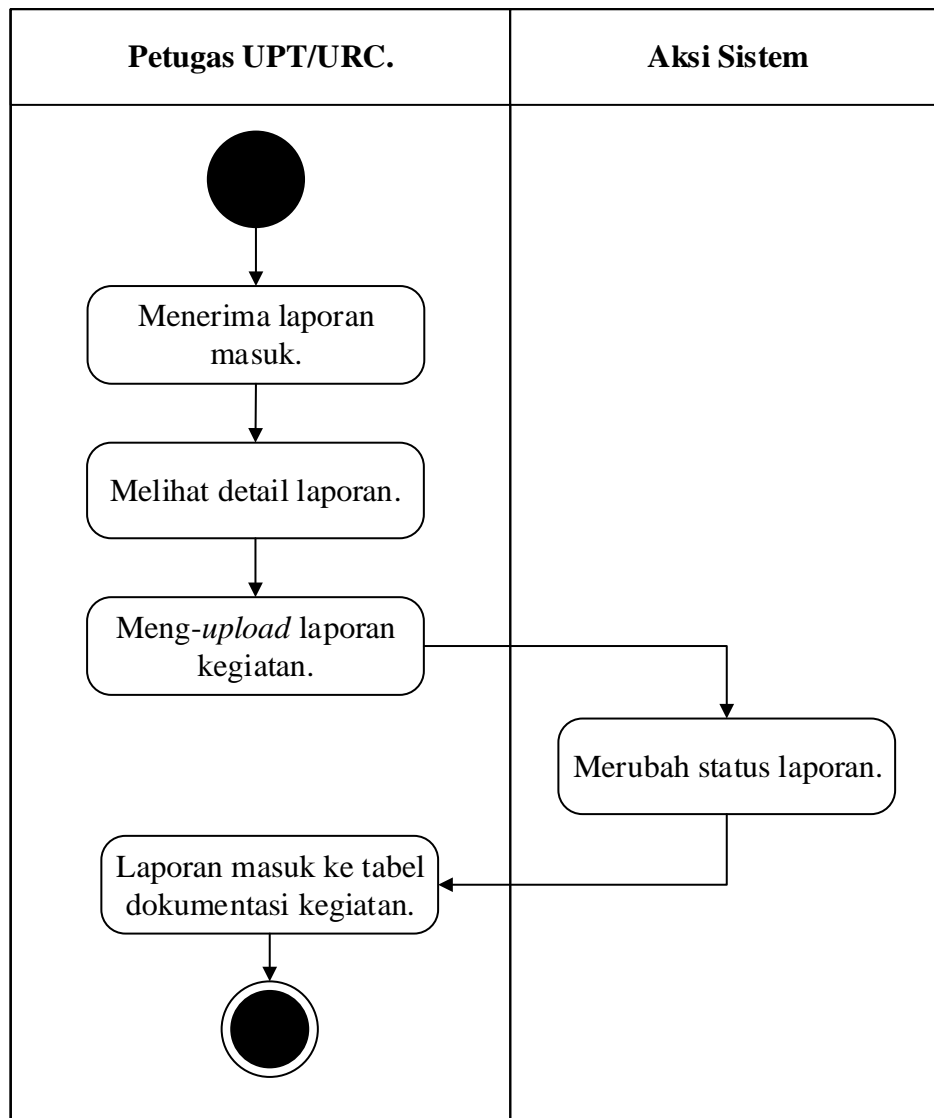 Petugas UPT/URC.
Aksi Sistem
Menerima laporan
masuk.
Melihat detail laporan.
Meng-upload laporan
kegiatan.
Merubah status laporan.
Laporan masuk ke tabel
dokumentasi kegiatan.